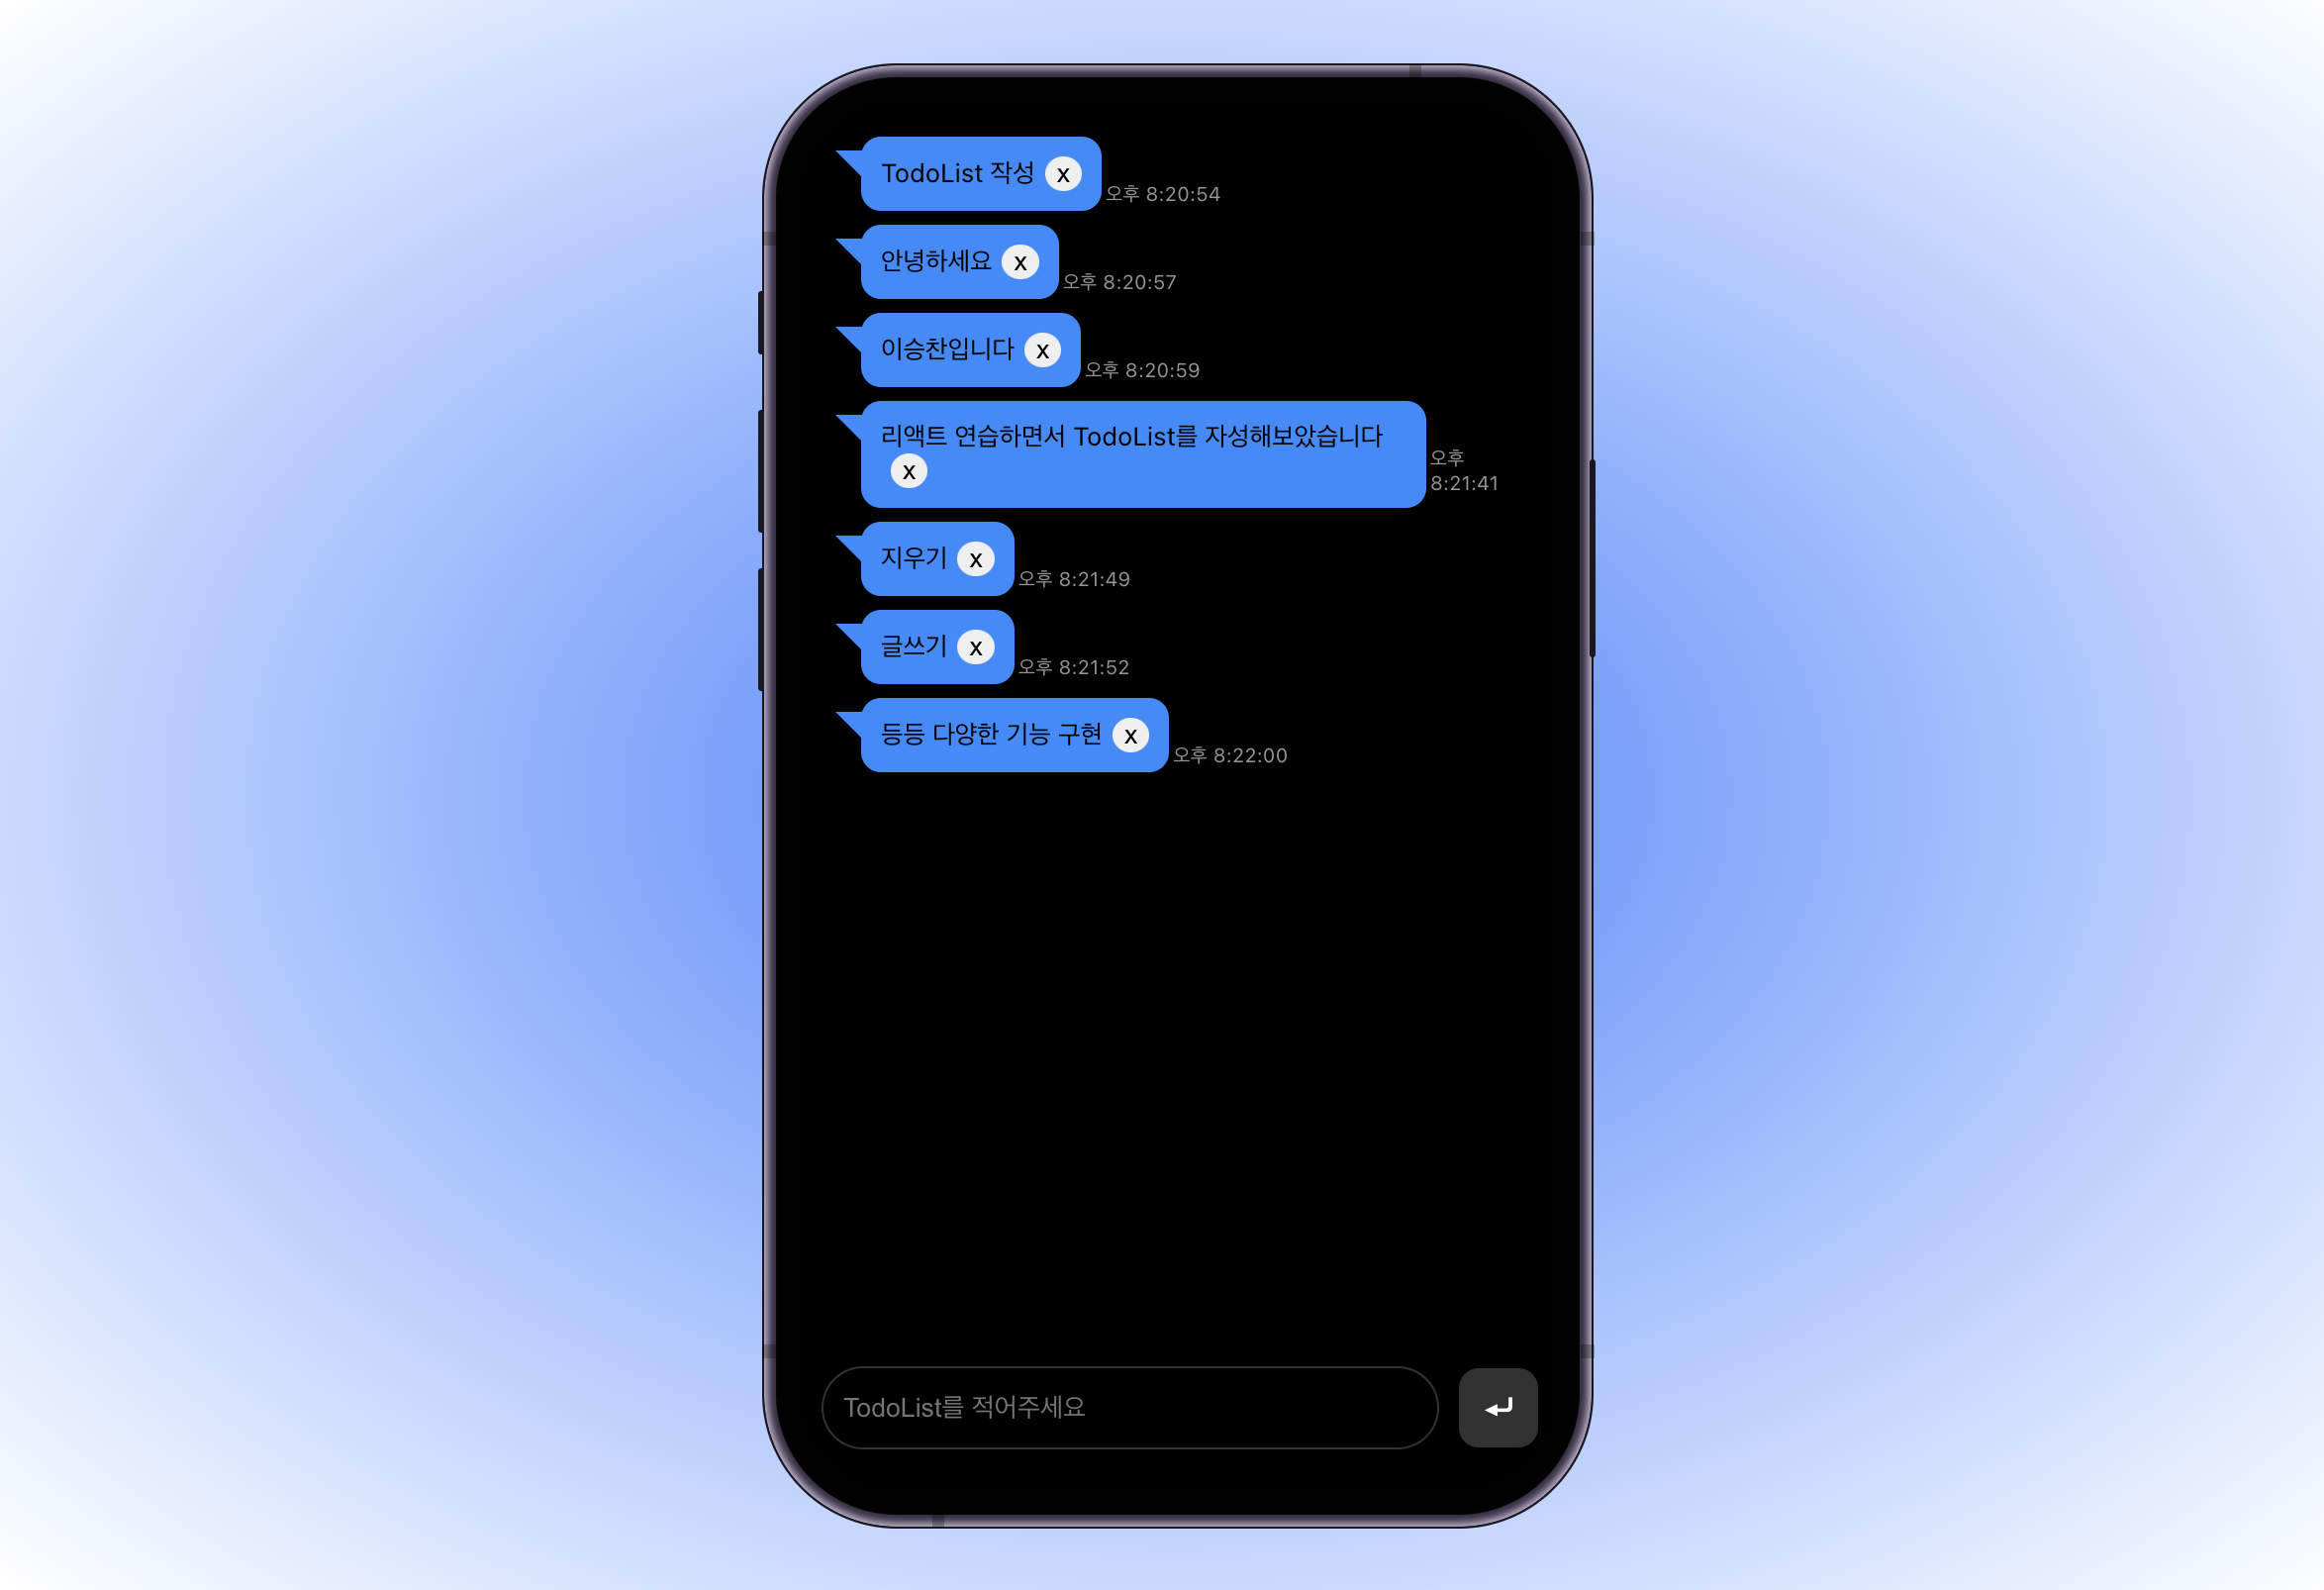 TodoList 작성 x
오후 8:20:54
안녕하세요 x
오후 8:20:57
이승찬입니다 x
오후 8:20:59
리액트 연습하면서 TodoList를 자성해보았습니다
x
오후
8:21:41
지우기 x
오후 8:21:49
글쓰기 x
오후 8:21:52
등등 다양한 기능 구현 x
오후 8:22:00
TodoList를 적어주세요